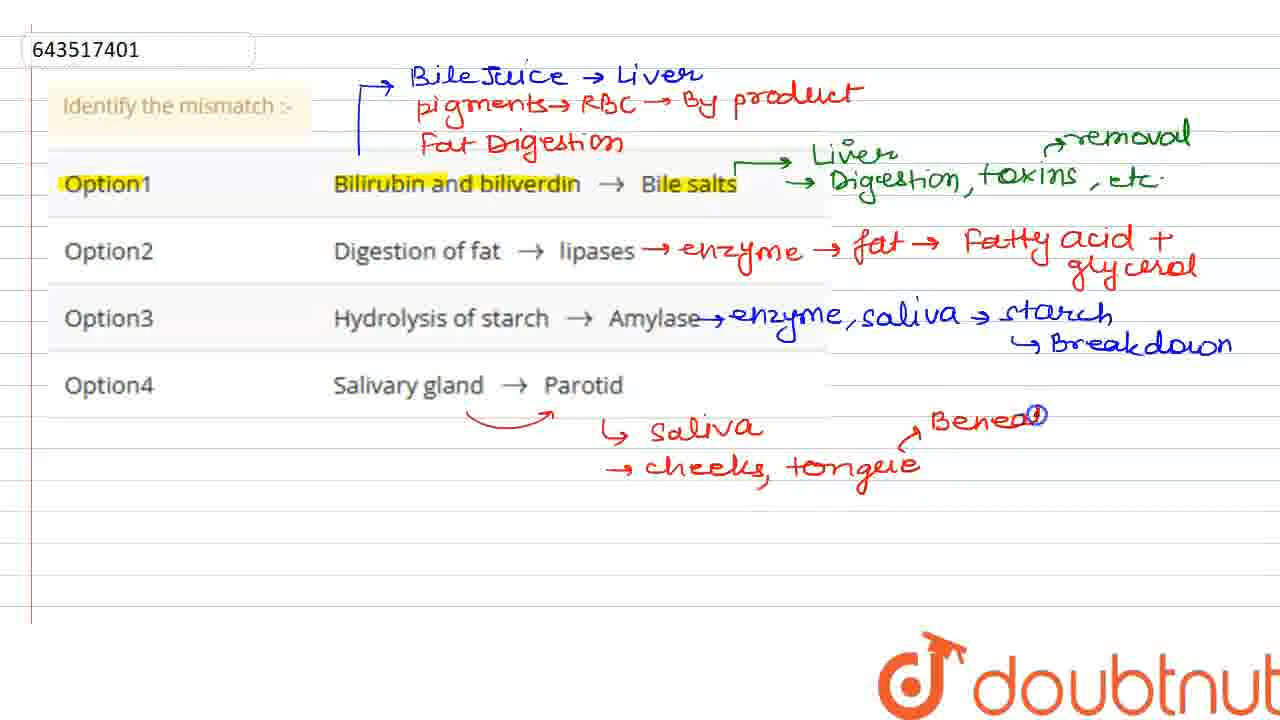 643517401
Bile Juice → Liver
Identify the mismatch :-
pigments → RBC → By product
Fat Digestion
→ removal
Liver
Option1 Bilirubin and biliverdin → Bile salts → Digestion, toxins, etc.
Option2 Digestion of fat → lipases → enzyme → fat → Fatty acid +
glycerol
Option3 Hydrolysis of starch → Amylase → enzyme, saliva → starch
↳ Breakdown
Option4 Salivary gland → Parotid
↳ saliva
→ cheeks, tongue
doubtnut